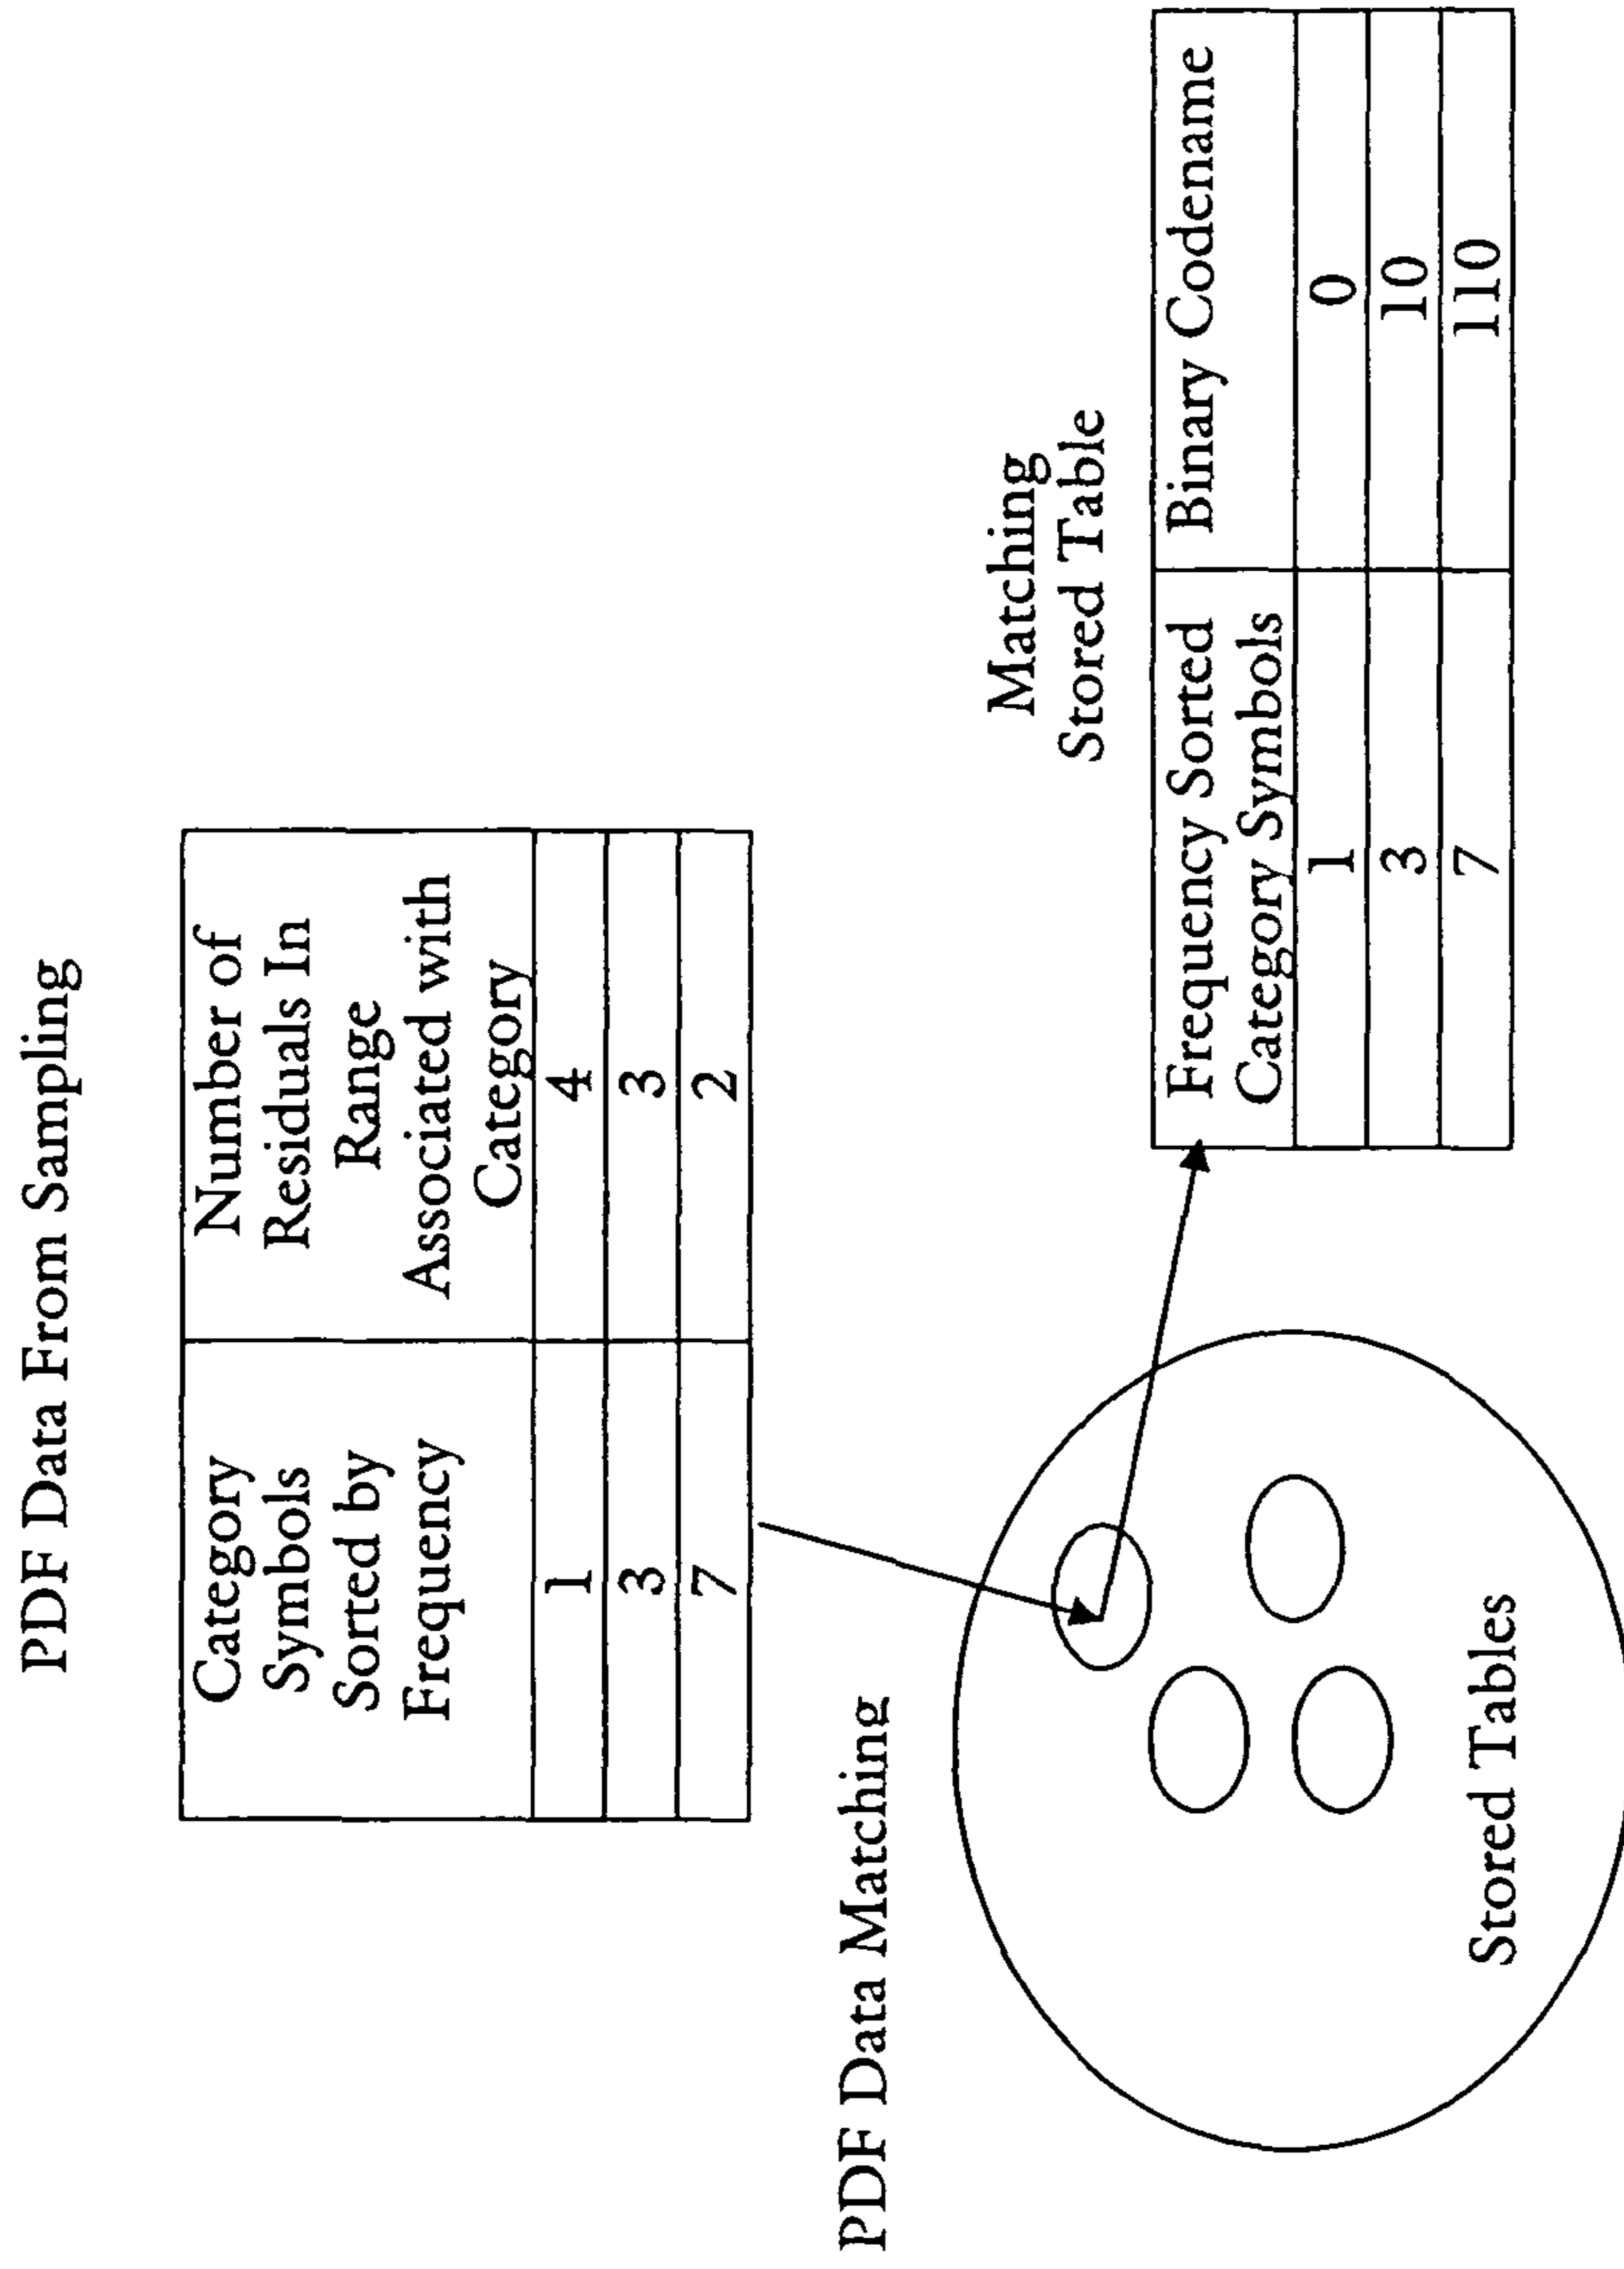 PDF Data From Sampling
Category
Symbols
Sorted by
Frequency
Number of
Residuals In
Range
Associated with
Category
1 4
3 3
7 2
PDF Data Matching
Stored Tables
Matching
Stored Table
Frequency Sorted
Category Symbols
Binary Codename
1 0
3 10
7 110